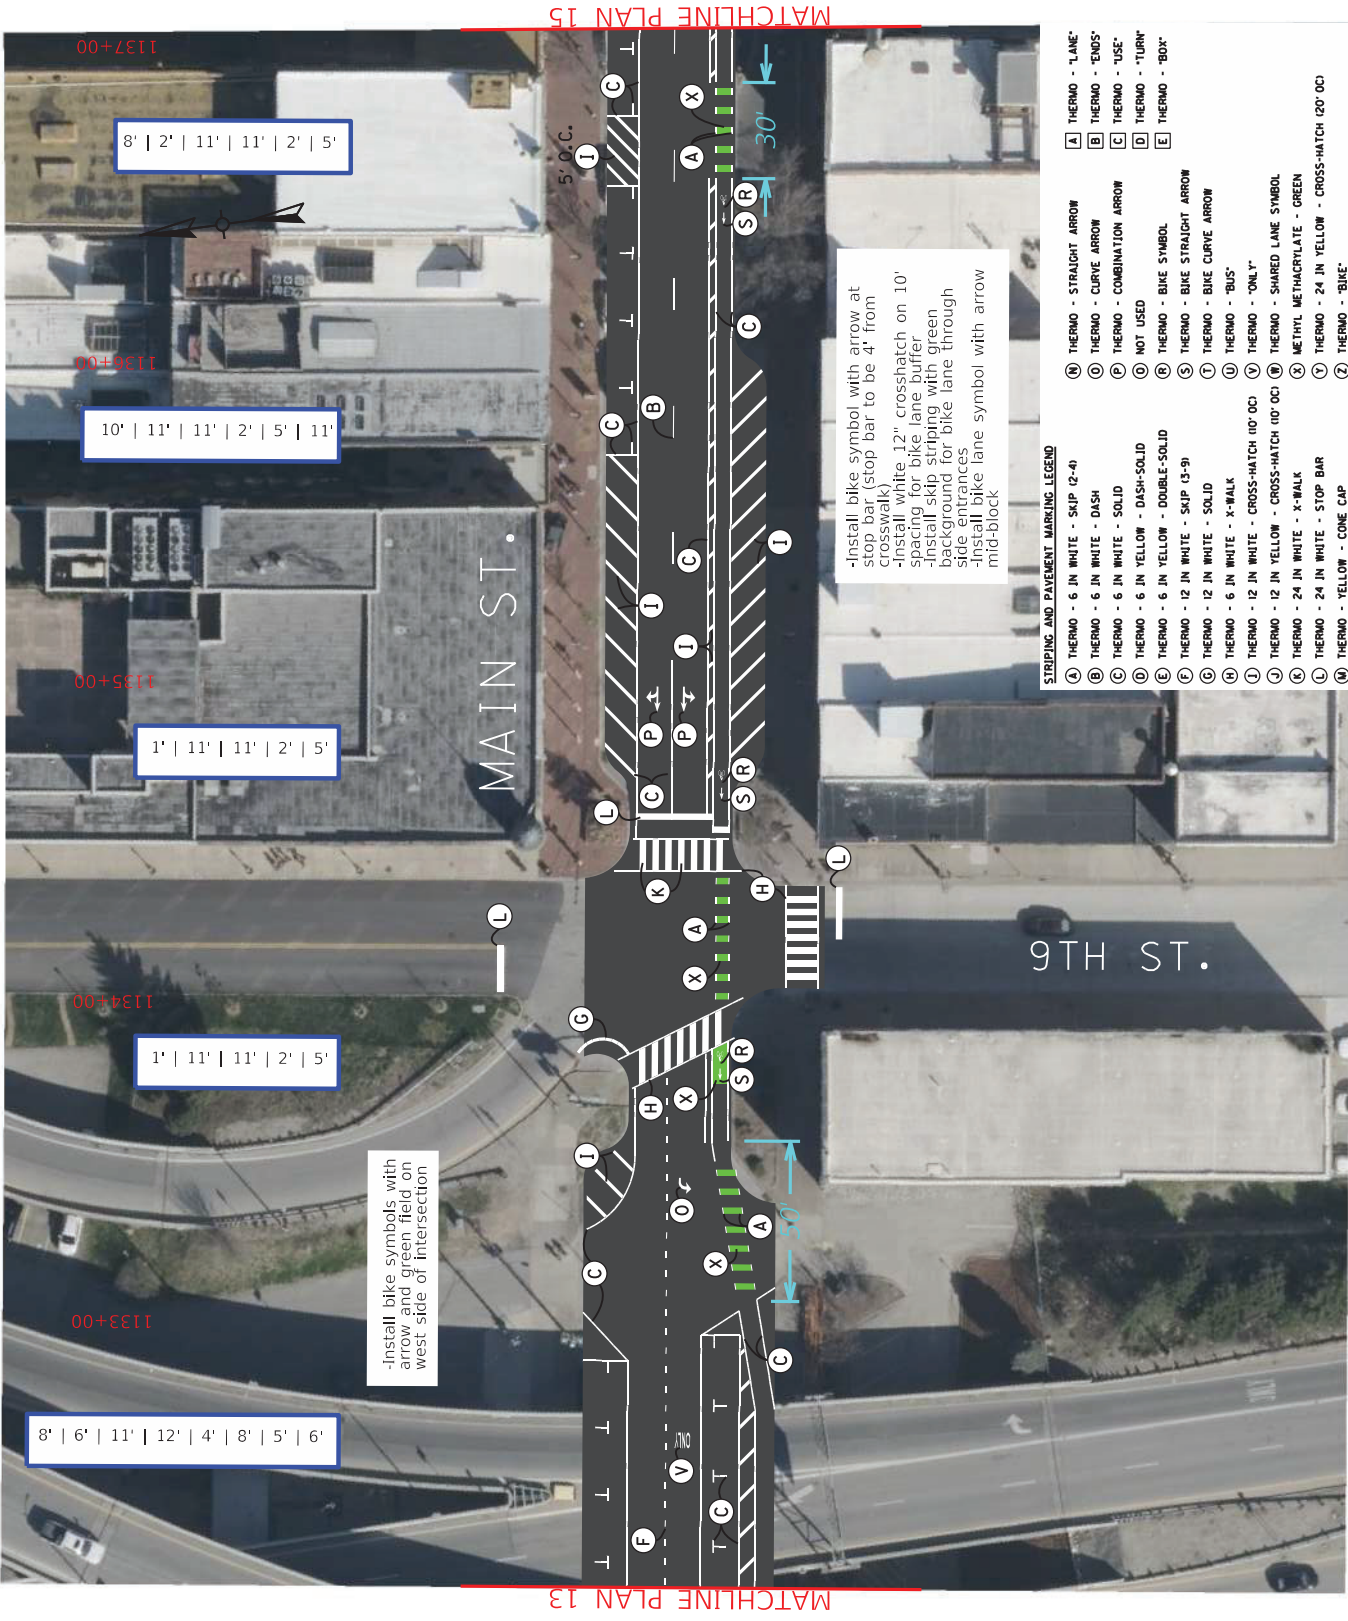 MATCHLINE PLAN 15
1137+00
8' | 2' | 11' | 11' | 2' | 5'
5' O.C.
30'
1136+00
10' | 11' | 11' | 2' | 5' | 11'
MAIN ST.
-Install bike symbol with arrow at
stop bar (stop bar to be 4' from
crosswalk)
-Install white 12" crosshatch on 10'
spacing for bike lane buffer
-Install skip striping with green
background for bike lane through
side entrances
-Install bike lane symbol with arrow
mid-block
1135+00
1' | 11' | 11' | 2' | 5'
9TH ST.
1134+00
1' | 11' | 11' | 2' | 5'
-Install bike symbols with
arrow and green field on
west side of intersection
50'
1133+00
8' | 6' | 11' | 12' | 4' | 8' | 5' | 6'
ONLY
MATCHLINE PLAN 13
C
X
I
A
R
S
C
C
B
C
I
I
I
P
P
C
R
S
L
L
K
H
L
A
X
G
R
S
H
X
I
O
A
X
C
C
V
C
F
STRIPING AND PAVEMENT MARKING LEGEND
A THERMO - 6 IN WHITE - SKIP (2-4)
B THERMO - 6 IN WHITE - DASH
C THERMO - 6 IN WHITE - SOLID
D THERMO - 6 IN YELLOW - DASH-SOLID
E THERMO - 6 IN YELLOW - DOUBLE-SOLID
F THERMO - 12 IN WHITE - SKIP (3-9)
G THERMO - 12 IN WHITE - SOLID
H THERMO - 6 IN WHITE - X-WALK
I THERMO - 12 IN WHITE - CROSS-HATCH (10' OC)
J THERMO - 12 IN YELLOW - CROSS-HATCH (10' OC)
K THERMO - 24 IN WHITE - X-WALK
L THERMO - 24 IN WHITE - STOP BAR
M THERMO - YELLOW - CONE CAP
N THERMO - STRAIGHT ARROW
O THERMO - CURVE ARROW
P THERMO - COMBINATION ARROW
Q NOT USED
R THERMO - BIKE SYMBOL
S THERMO - BIKE STRAIGHT ARROW
T THERMO - BIKE CURVE ARROW
U THERMO - "BUS"
V THERMO - "ONLY"
W THERMO - SHARED LANE SYMBOL
X METHYL METHACRYLATE - GREEN
Y THERMO - 24 IN YELLOW - CROSS-HATCH (20' OC)
Z THERMO - "BIKE"
A THERMO - "LANE"
B THERMO - "ENDS"
C THERMO - "USE"
D THERMO - "TURN"
E THERMO - "BOX"